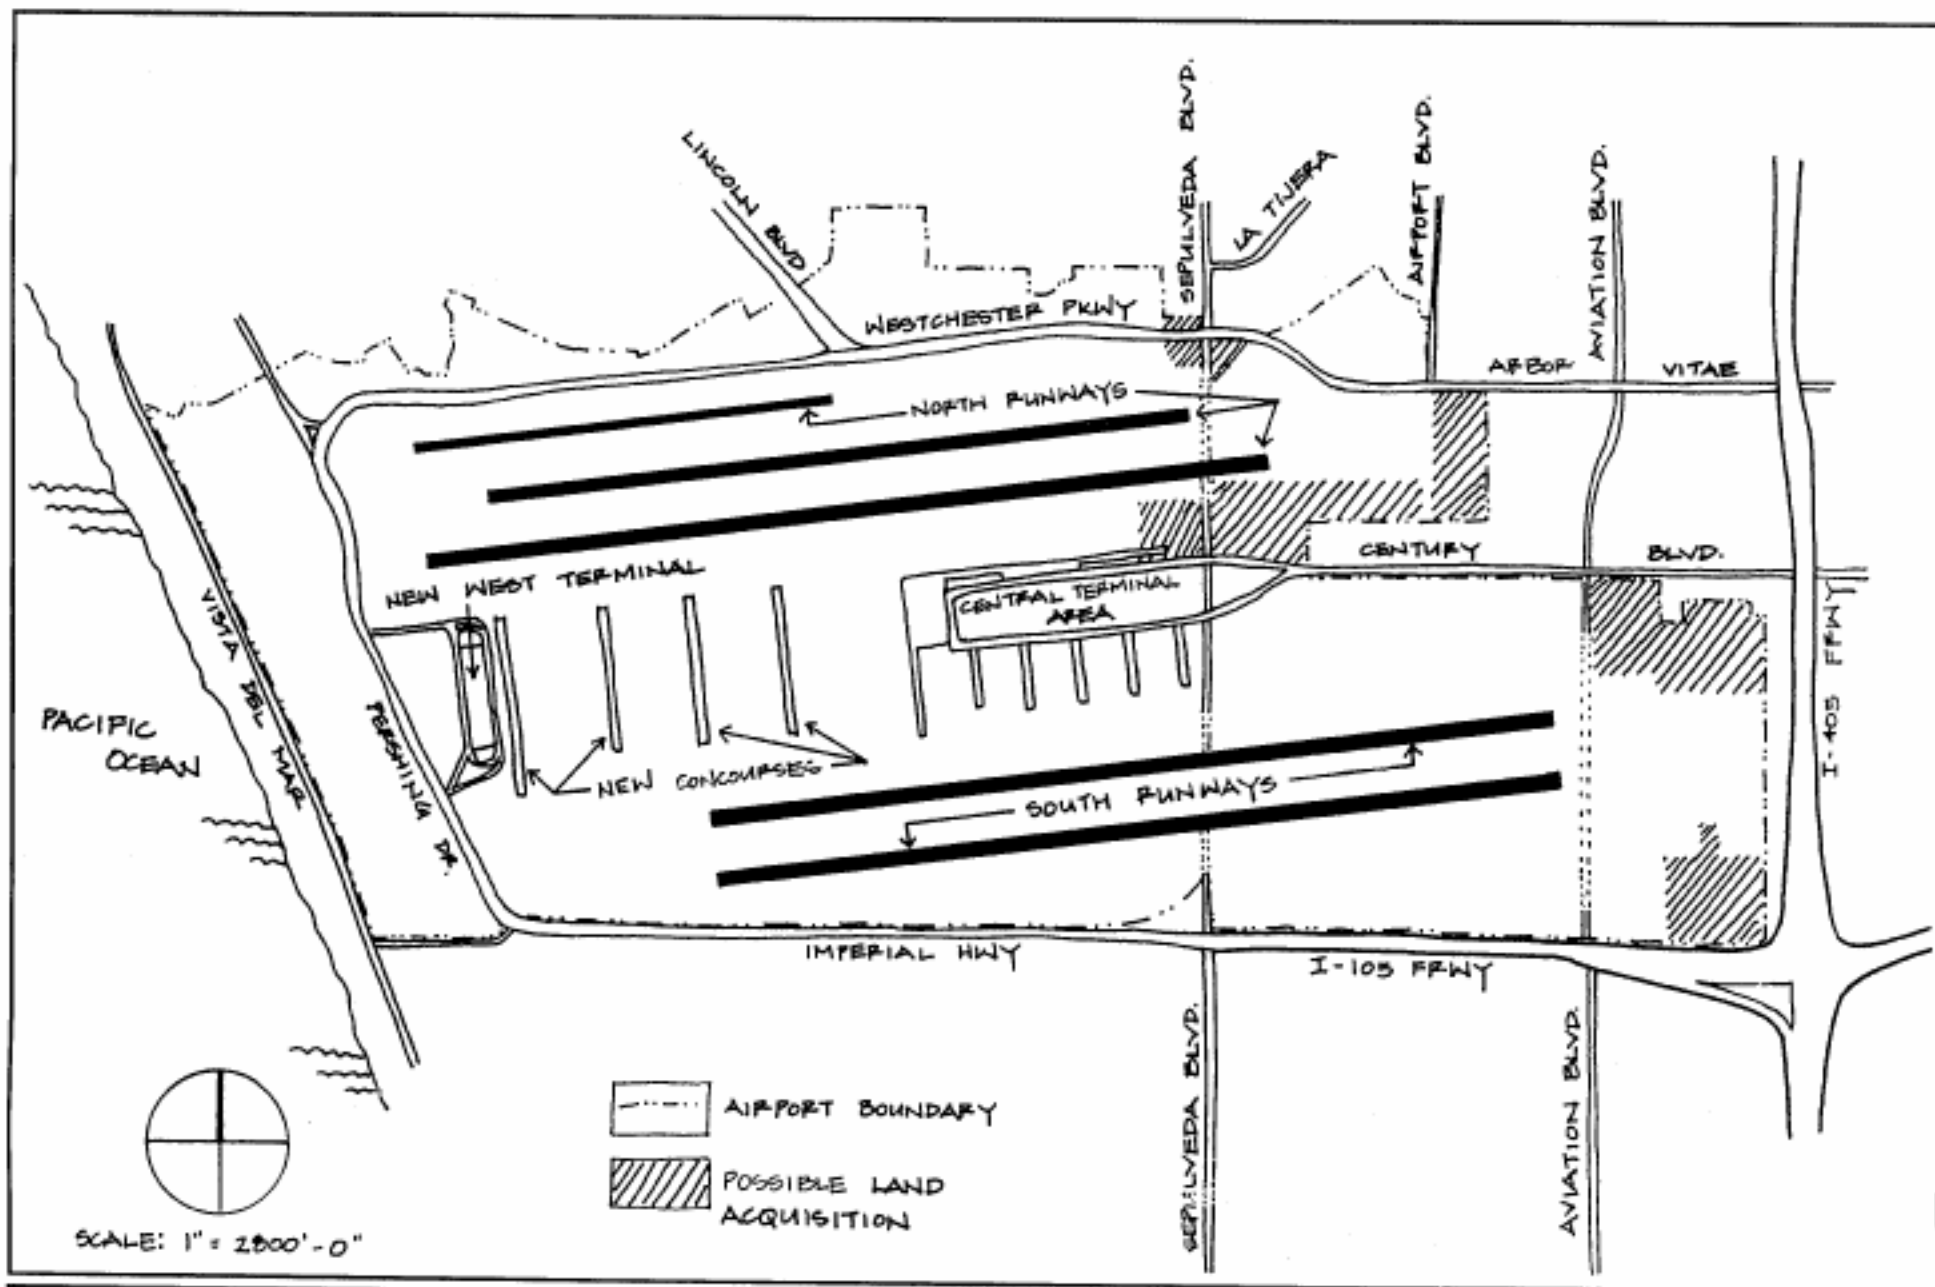 SEPULVEDA BLVD.
LINCOLN BLVD
LA TIJERA
AIRPORT BLVD.
AVIATION BLVD.
WESTCHESTER PKWY
ARBOR VITAE
NORTH RUNWAYS
NEW WEST TERMINAL
CENTURY BLVD.
CENTRAL TERMINAL
AREA
VISTA DEL MAR
PERSHING DR.
I-405 FRWY
PACIFIC
OCEAN
NEW CONCOURSES
SOUTH RUNWAYS
IMPERIAL HWY
I-105 FRWY
SEPULVEDA BLVD.
AVIATION BLVD.
AIRPORT BOUNDARY
POSSIBLE LAND
ACQUISITION
SCALE: 1" = 2800'-0"